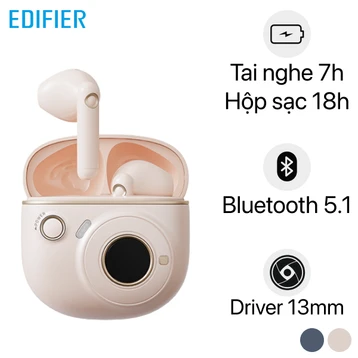 EDIFIER
Tai nghe 7h
Hộp sạc 18h
Bluetooth 5.1
Driver 13mm